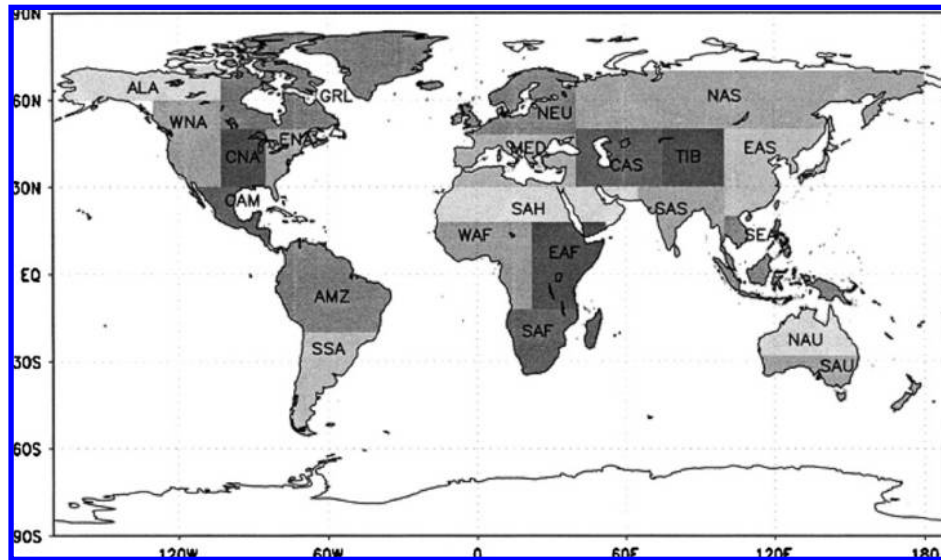 90N
ALA
GRL
NAS
60N
WNA
NEU
ENA
CNA
MED
CAS
TIB
EAS
30N
CAM
SAH
SAS
WAF
EAF
SEA
EQ
AMZ
SAF
SSA
NAU
30S
SAU
60S
90S
120W
60W
0
60E
120E
180